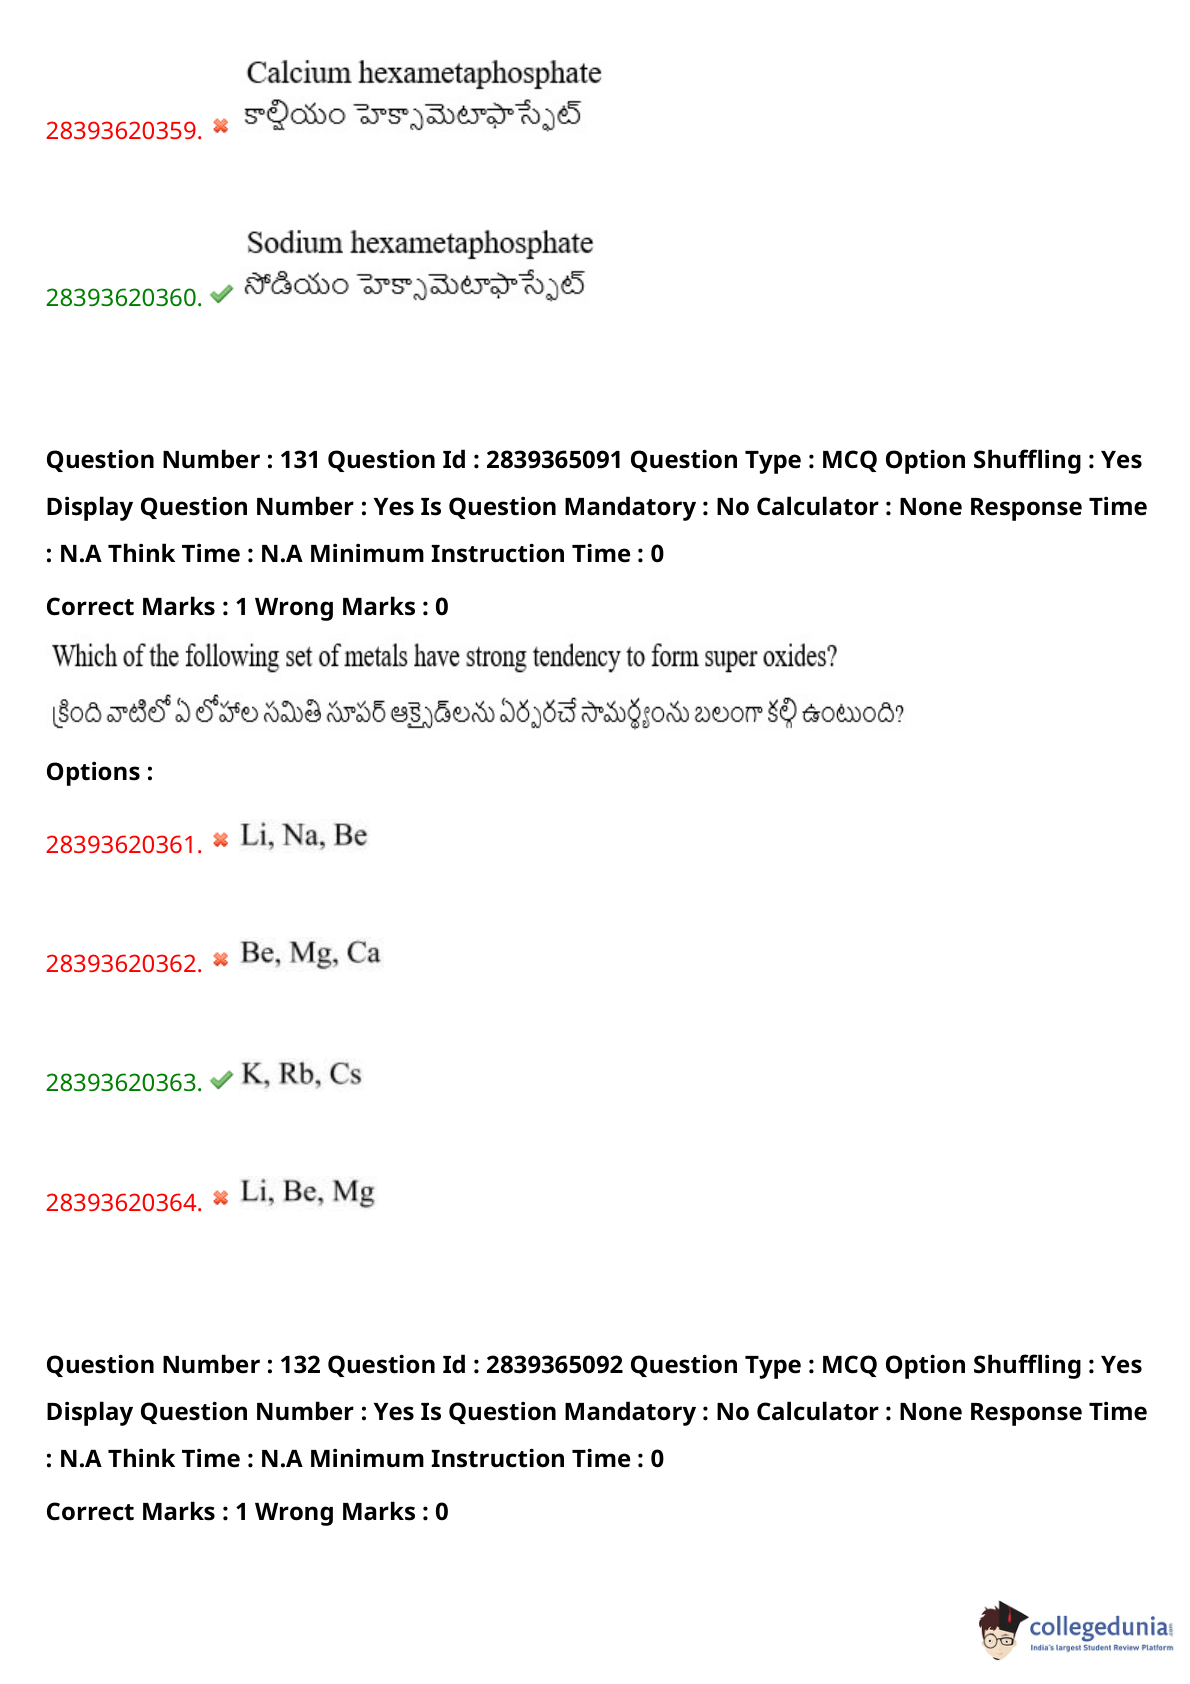 Calcium hexametaphosphate
కాల్షియం హెక్సామెటాఫాస్ఫేట్
28393620359.
Sodium hexametaphosphate
సోడియం హెక్సామెటాఫాస్ఫేట్
28393620360.
Question Number : 131 Question Id : 2839365091 Question Type : MCQ Option Shuffling : Yes
Display Question Number : Yes Is Question Mandatory : No Calculator : None Response Time
: N.A Think Time : N.A Minimum Instruction Time : 0
Correct Marks : 1 Wrong Marks : 0
Which of the following set of metals have strong tendency to form super oxides?
క్రింది వాటిలో ఏ లోహాల సమితి సూపర్ ఆక్సైడ్‌లను ఏర్పరచే సామర్థ్యంను బలంగా కల్గి ఉంటుంది?
Options :
28393620361. Li, Na, Be
28393620362. Be, Mg, Ca
28393620363. K, Rb, Cs
28393620364. Li, Be, Mg
Question Number : 132 Question Id : 2839365092 Question Type : MCQ Option Shuffling : Yes
Display Question Number : Yes Is Question Mandatory : No Calculator : None Response Time
: N.A Think Time : N.A Minimum Instruction Time : 0
Correct Marks : 1 Wrong Marks : 0
collegedunia
India's largest Student Review Platform